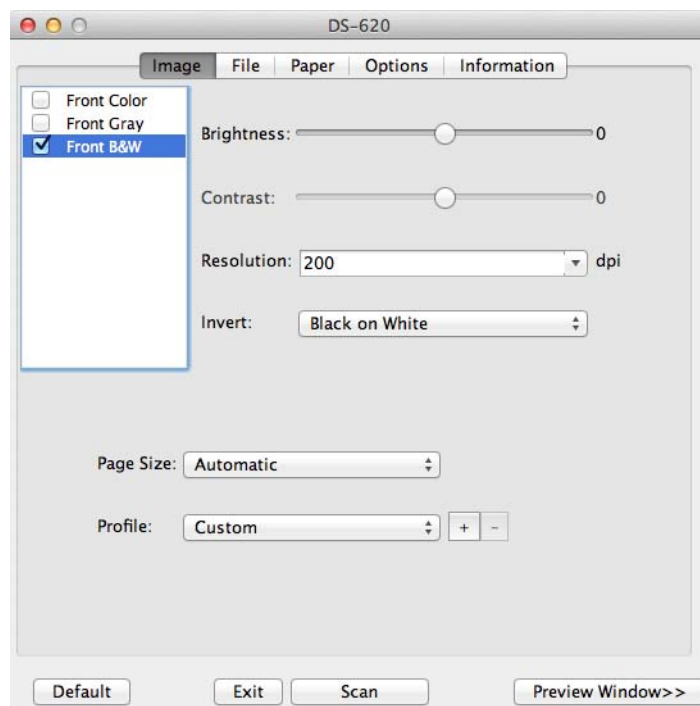 DS-620
Image File Paper Options Information
Front Color
Front Gray
Front B&W
Brightness: 0
Contrast: 0
Resolution: 200 dpi
Invert: Black on White
Page Size: Automatic
Profile: Custom + -
Default Exit Scan Preview Window>>